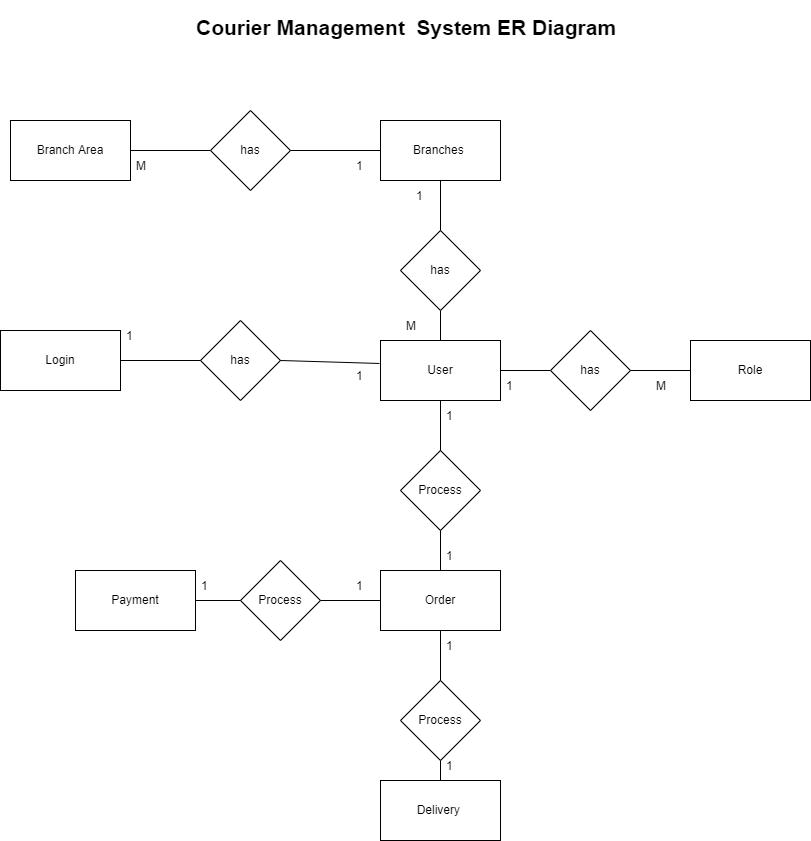 Courier Management  System ER Diagram
Branch Area
has
Branches
M
1
1
has
M
1
Login
has
User
has
Role
1
1
M
1
Process
1
1
1
Payment
Process
Order
1
Process
1
Delivery